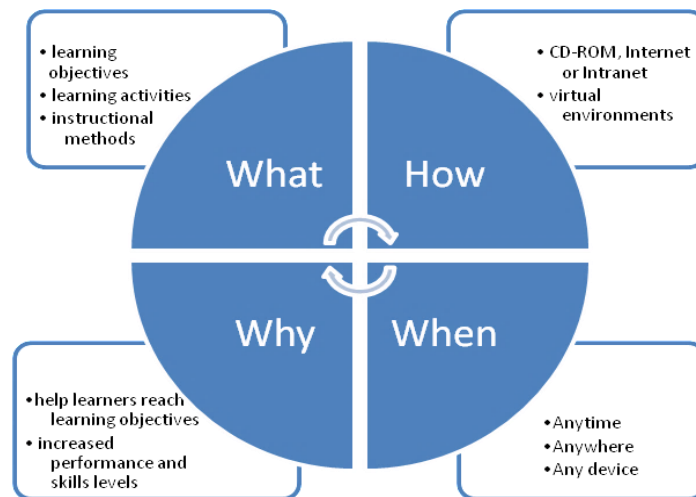 • learning
objectives
• learning activities
• instructional
methods
• CD-ROM, Internet
or Intranet
• virtual
environments
What
How
Why
When
•help learners reach
learning objectives
• increased
performance and
skills levels
•Anytime
•Anywhere
•Any device